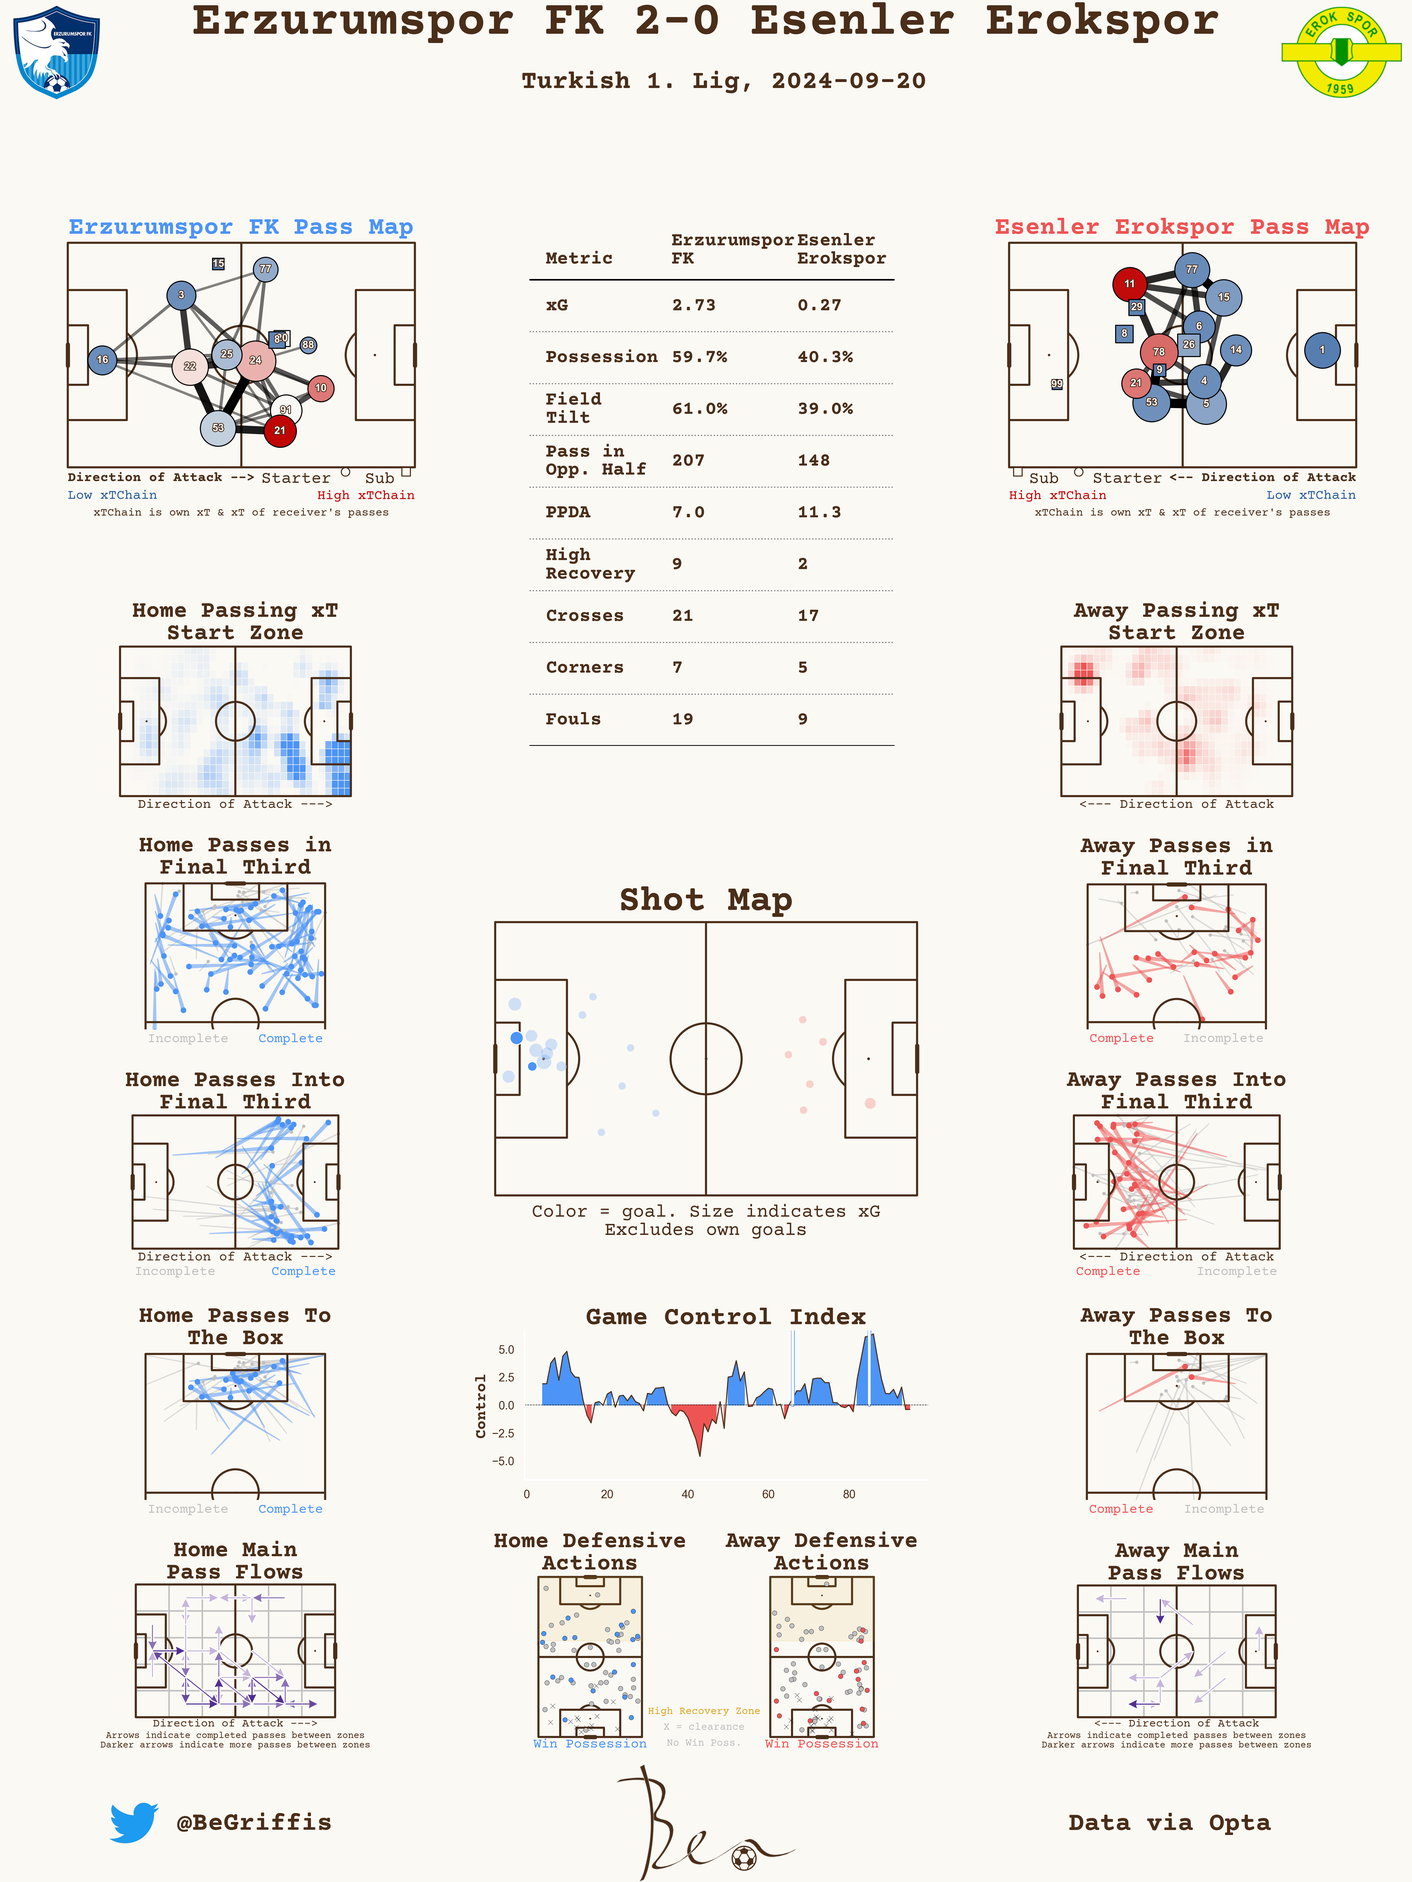 Erzurumspor FK 2-0 Esenler Erokspor
Turkish 1. Lig, 2024-09-20
ERZURUMSPOR FK
EROK SPOR
1959
Erzurumspor FK Pass Map
15
77
3
8
88
16
25
24
22
10
91
53
21
Direction of Attack --> Starter Sub
Low xTChain High xTChain
xTChain is own xT & xT of receiver's passes
Metric Erzurumspor FK Esenler Erokspor
xG 2.73 0.27
Possession 59.7% 40.3%
Field Tilt 61.0% 39.0%
Pass in Opp. Half 207 148
PPDA 7.0 11.3
High Recovery 9 2
Crosses 21 17
Corners 7 5
Fouls 19 9
Esenler Erokspor Pass Map
77
11
15
29
6
8
26
78
14
1
9
99
21
4
53
5
Sub Starter <-- Direction of Attack
High xTChain Low xTChain
xTChain is own xT & xT of receiver's passes
Home Passing xT
Start Zone
Direction of Attack --->
Away Passing xT
Start Zone
<--- Direction of Attack
Home Passes in
Final Third
Incomplete Complete
Away Passes in
Final Third
Complete Incomplete
Shot Map
Color = goal. Size indicates xG
Excludes own goals
Home Passes Into
Final Third
Direction of Attack --->
Incomplete Complete
Away Passes Into
Final Third
<--- Direction of Attack
Complete Incomplete
Game Control Index
Control
5.0
2.5
0.0
−2.5
−5.0
0 20 40 60 80
Home Passes To
The Box
Incomplete Complete
Away Passes To
The Box
Complete Incomplete
Home Main
Pass Flows
Direction of Attack --->
Arrows indicate completed passes between zones
Darker arrows indicate more passes between zones
Home Defensive
Actions
Win Possession
Away Defensive
Actions
Win Possession
High Recovery Zone
X = clearance
No Win Poss.
Away Main
Pass Flows
<--- Direction of Attack
Arrows indicate completed passes between zones
Darker arrows indicate more passes between zones
@BeGriffis
Ben
Data via Opta